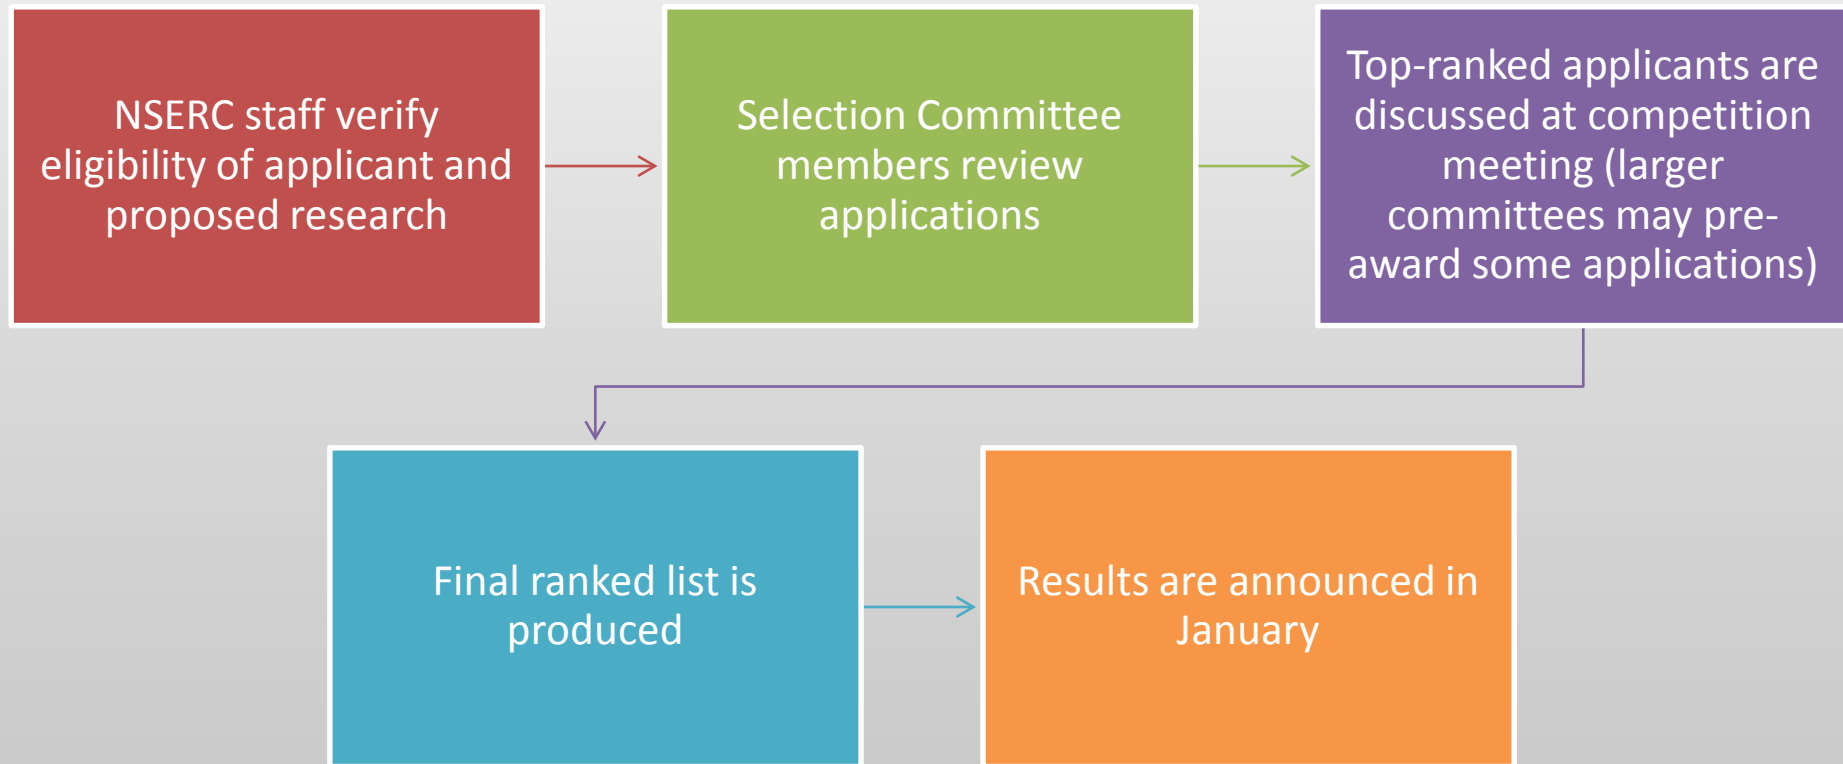 NSERC staff verify
eligibility of applicant and
proposed research
Selection Committee
members review
applications
Top-ranked applicants are
discussed at competition
meeting (larger
committees may pre-
award some applications)
Final ranked list is
produced
Results are announced in
January